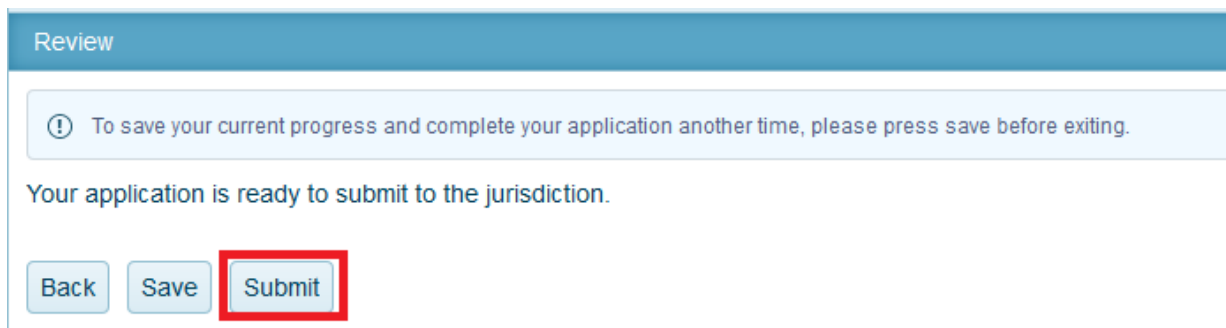 Review
To save your current progress and complete your application another time, please press save before exiting.
Your application is ready to submit to the jurisdiction.
Back Save Submit